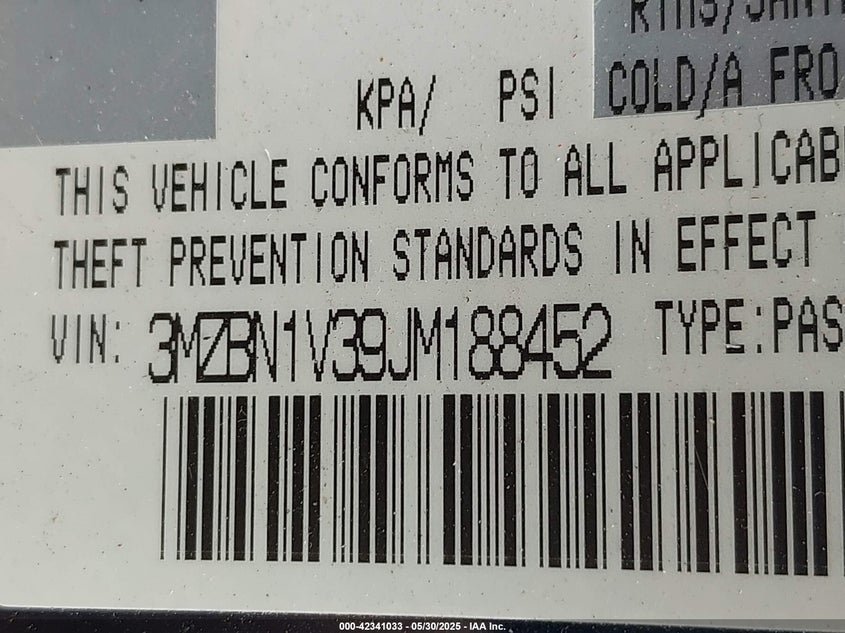 KPA/ PSI COLD/A FRO
THIS VEHICLE CONFORMS TO ALL APPLICAB
THEFT PREVENTION STANDARDS IN EFFECT
VIN: 3MZBN1V39JM188452 TYPE:PAS
000-42341033 - 05/30/2025 - IAA Inc.